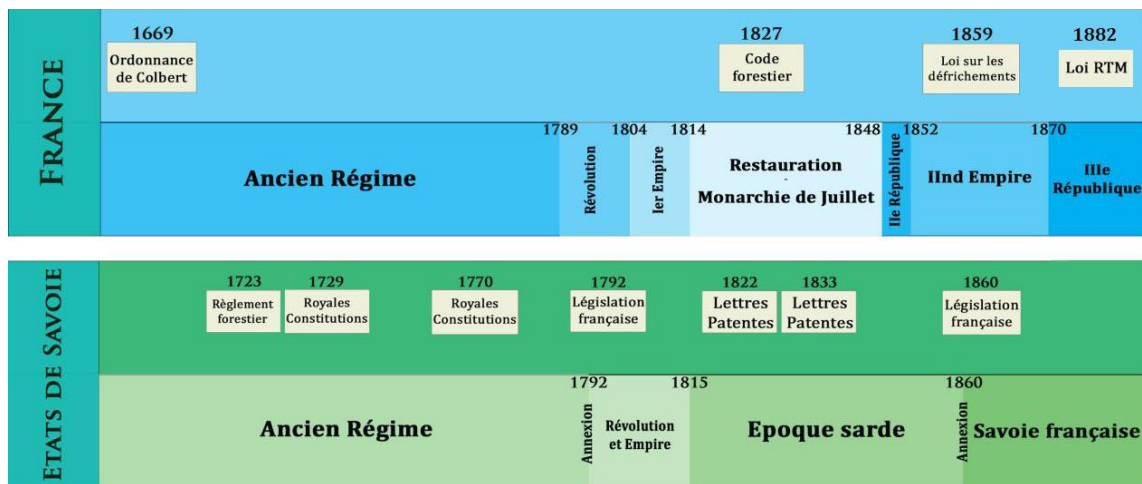 FRANCE
1669
Ordonnance
de Colbert
1827
Code
forestier
1859
Loi sur les
défrichements
1882
Loi RTM
1789
1804
1814
1848
1852
1870
Ancien Régime
Révolution
Ier Empire
Restauration
-
Monarchie de Juillet
IIe République
IInd Empire
IIIe
République
ETATS DE SAVOIE
1723
Règlement
forestier
1729
Royales
Constitutions
1770
Royales
Constitutions
1792
Législation
française
1822
Lettres
Patentes
1833
Lettres
Patentes
1860
Législation
française
1792
1815
1860
Ancien Régime
Annexion
Révolution
et Empire
Epoque sarde
Annexion
Savoie française